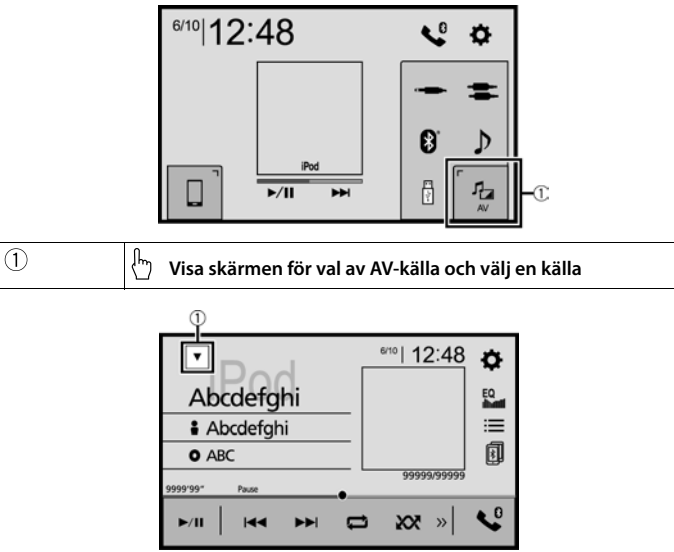 6/10 12:48
iPod
AV
①
① Visa skärmen för val av AV-källa och välj en källa
①
iPod
6/10 12:48
Abcdefghi
EQ
Abcdefghi
ABC
99999/99999
9999'99" Pause